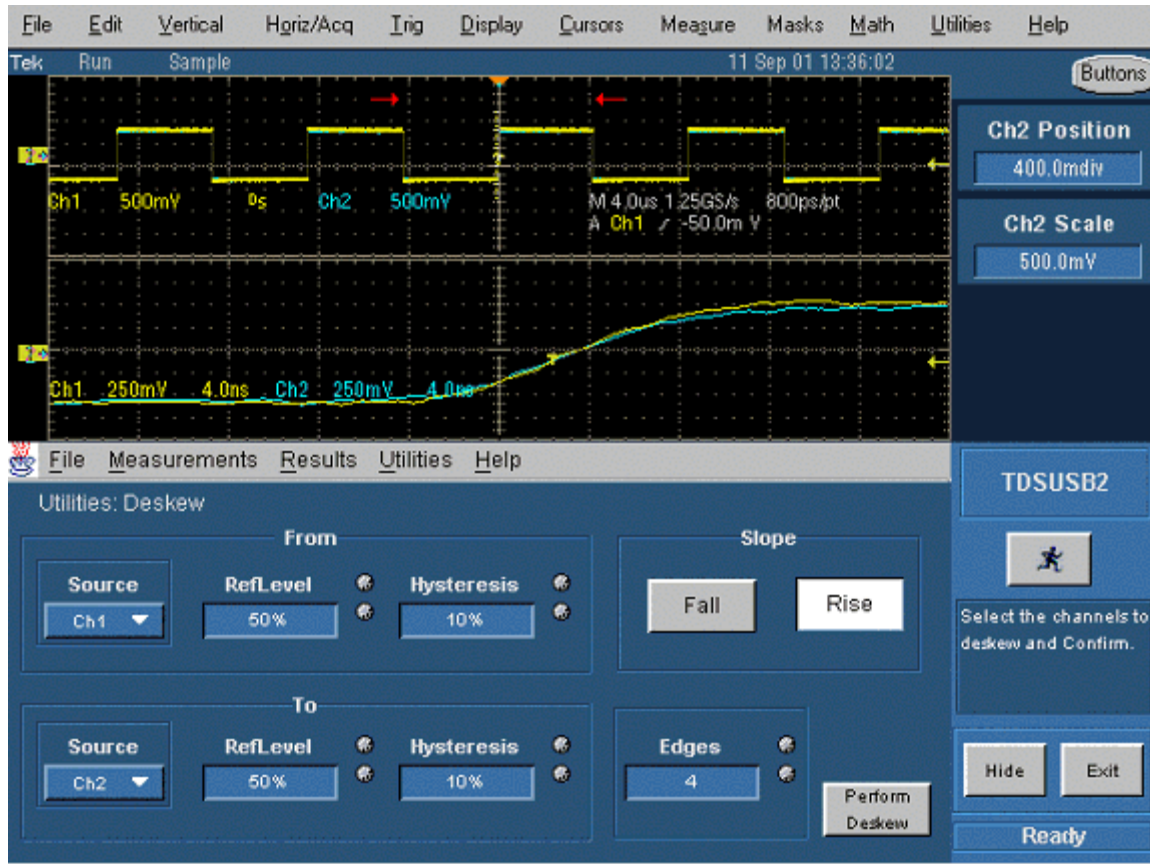 File Edit Vertical Horiz/Acq Trig Display Cursors Measure Masks Math Utilities Help
Tek Run Sample 11 Sep 01 13:36:02
Buttons
Ch2 Position
400.0mdiv
Ch2 Scale
500.0mV
Ch1 500mV 0s Ch2 500mV M 4.0us 1.25GS/s 800ps/pt
A Ch1 -50.0m V
Ch1 250mV 4.0ns Ch2 250mV 4.0ns
File Measurements Results Utilities Help
Utilities: Deskew
From
Source RefLevel Hysteresis
Ch1 50% 10%
Slope
Fall Rise
To
Source RefLevel Hysteresis
Ch2 50% 10%
Edges
4
Perform
Deskew
TDSUSB2
Select the channels to
deskew and Confirm.
Hide Exit
Ready